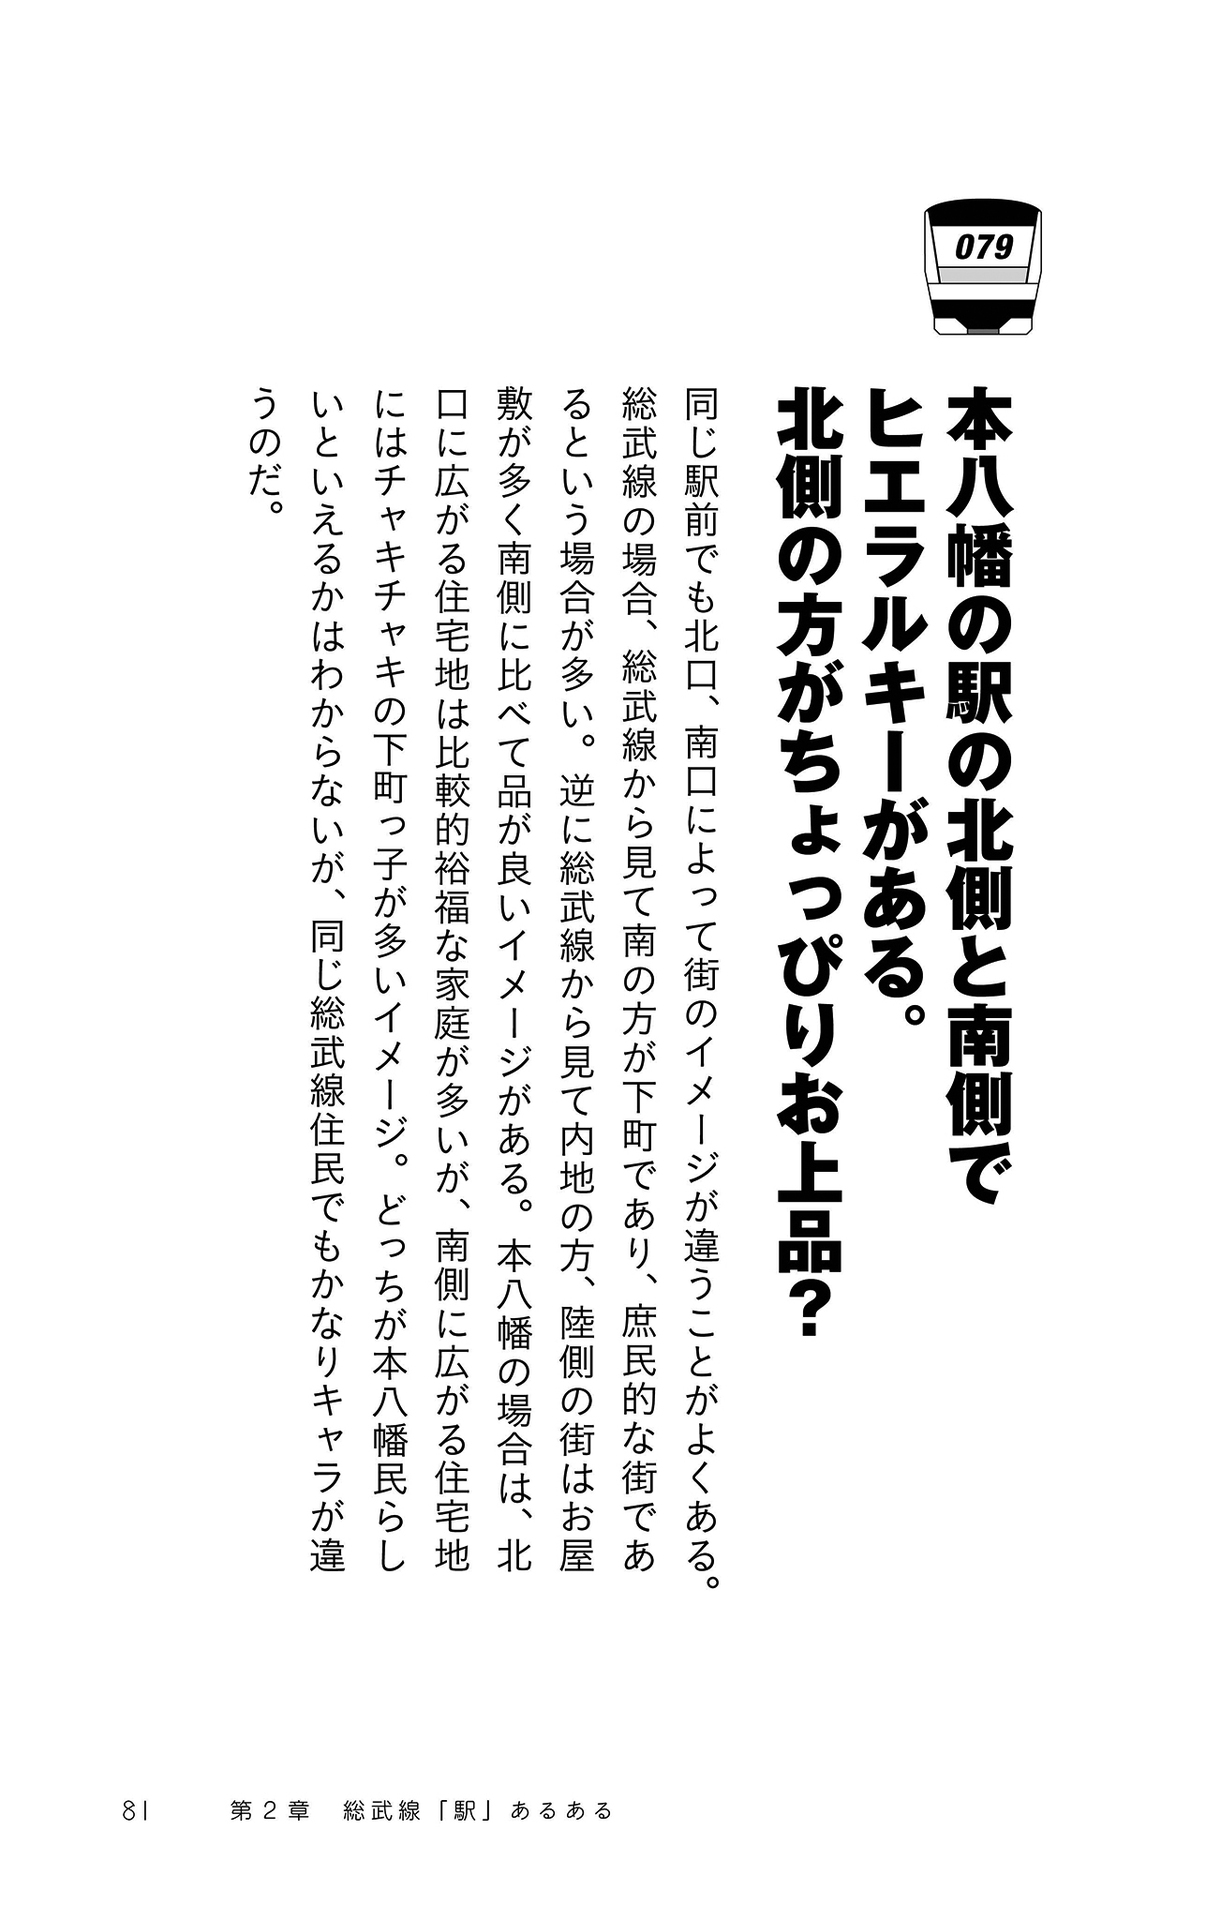 079
本八幡の駅の北側と南側で
ヒエラルキーがある。
北側の方がちょっぴりお上品？
同じ駅前でも北口、南口によって街のイメージが違うことがよくある。
総武線の場合、総武線から見て南の方が下町であり、庶民的な街であ
るという場合が多い。逆に総武線から見て内地の方、陸側の街はお屋
敷が多く南側に比べて品が良いイメージがある。本八幡の場合は、北
口に広がる住宅地は比較的裕福な家庭が多いが、南側に広がる住宅地
にはチャキチャキの下町っ子が多いイメージ。どっちが本八幡民らし
いといえるかはわからないが、同じ総武線住民でもかなりキャラが違
うのだ。
81 第2章 総武線「駅」あるある